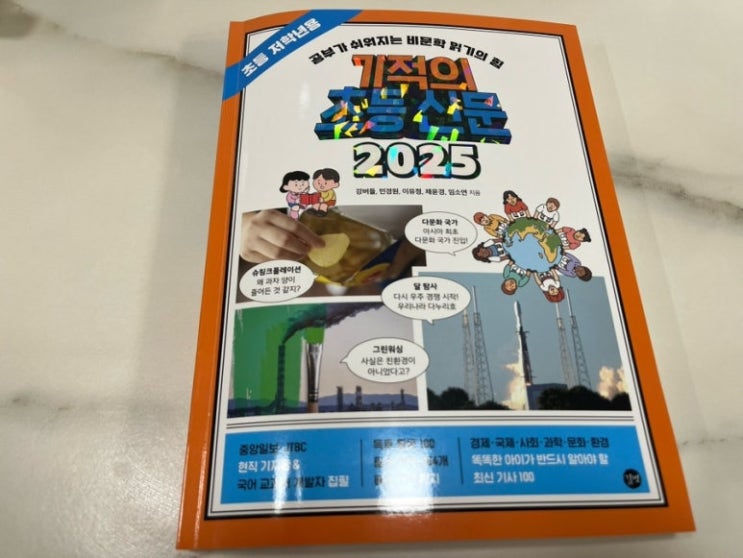 초등 저학년용
공부가 쉬워지는 비문학 읽기의 힘
기적의
초등 신문
2025
강버들, 민경원, 이유정, 채윤경, 임소연 지음
다문화 국가
아시아 최초
다문화 국가 진입!
슈링크플레이션
왜 과자 양이
줄어든 것 같지?
달 탐사
다시 우주 경쟁 시작!
우리나라 다누리호
그린워싱
사실은 친환경이
아니었다고?
중앙일보·JTBC
현직 &
국어 개발자 집필
100
경제·국제·사회·과학·문화·환경
똑똑한 아이가 반드시 알아야 할
최신 기사 100
길벗